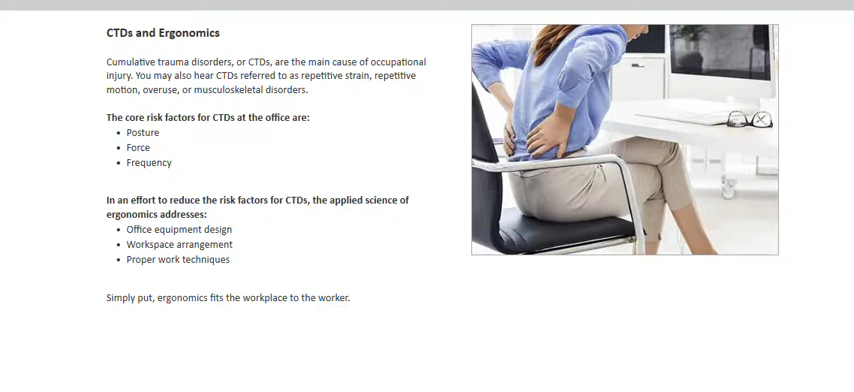 CTDs and Ergonomics
Cumulative trauma disorders, or CTDs, are the main cause of occupational
injury. You may also hear CTDs referred to as repetitive strain, repetitive
motion, overuse, or musculoskeletal disorders.
The core risk factors for CTDs at the office are:
• Posture
• Force
• Frequency
In an effort to reduce the risk factors for CTDs, the applied science of
ergonomics addresses:
• Office equipment design
• Workspace arrangement
• Proper work techniques
Simply put, ergonomics fits the workplace to the worker.